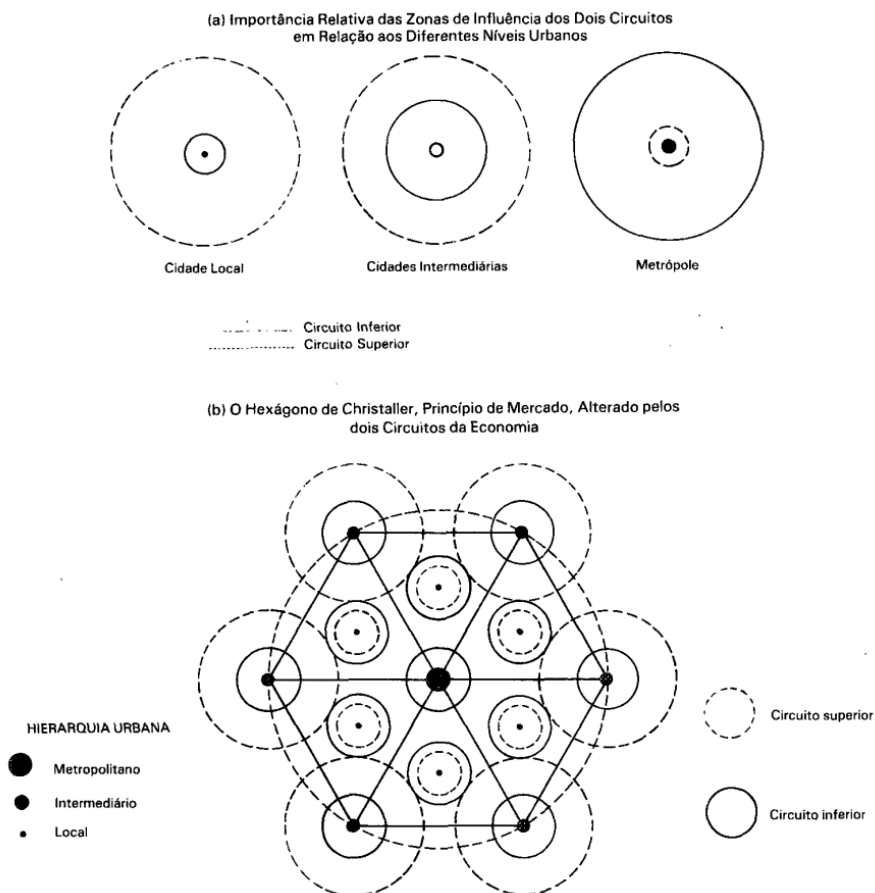 (a) Importância Relativa das Zonas de Influência dos Dois Circuitos
em Relação aos Diferentes Níveis Urbanos
Cidade Local
Cidades Intermediárias
Metrópole
Circuito Inferior
Circuito Superior
(b) O Hexágono de Christaller, Princípio de Mercado, Alterado pelos
dois Circuitos da Economia
HIERARQUIA URBANA
Metropolitano
Intermediário
Local
Circuito superior
Circuito inferior